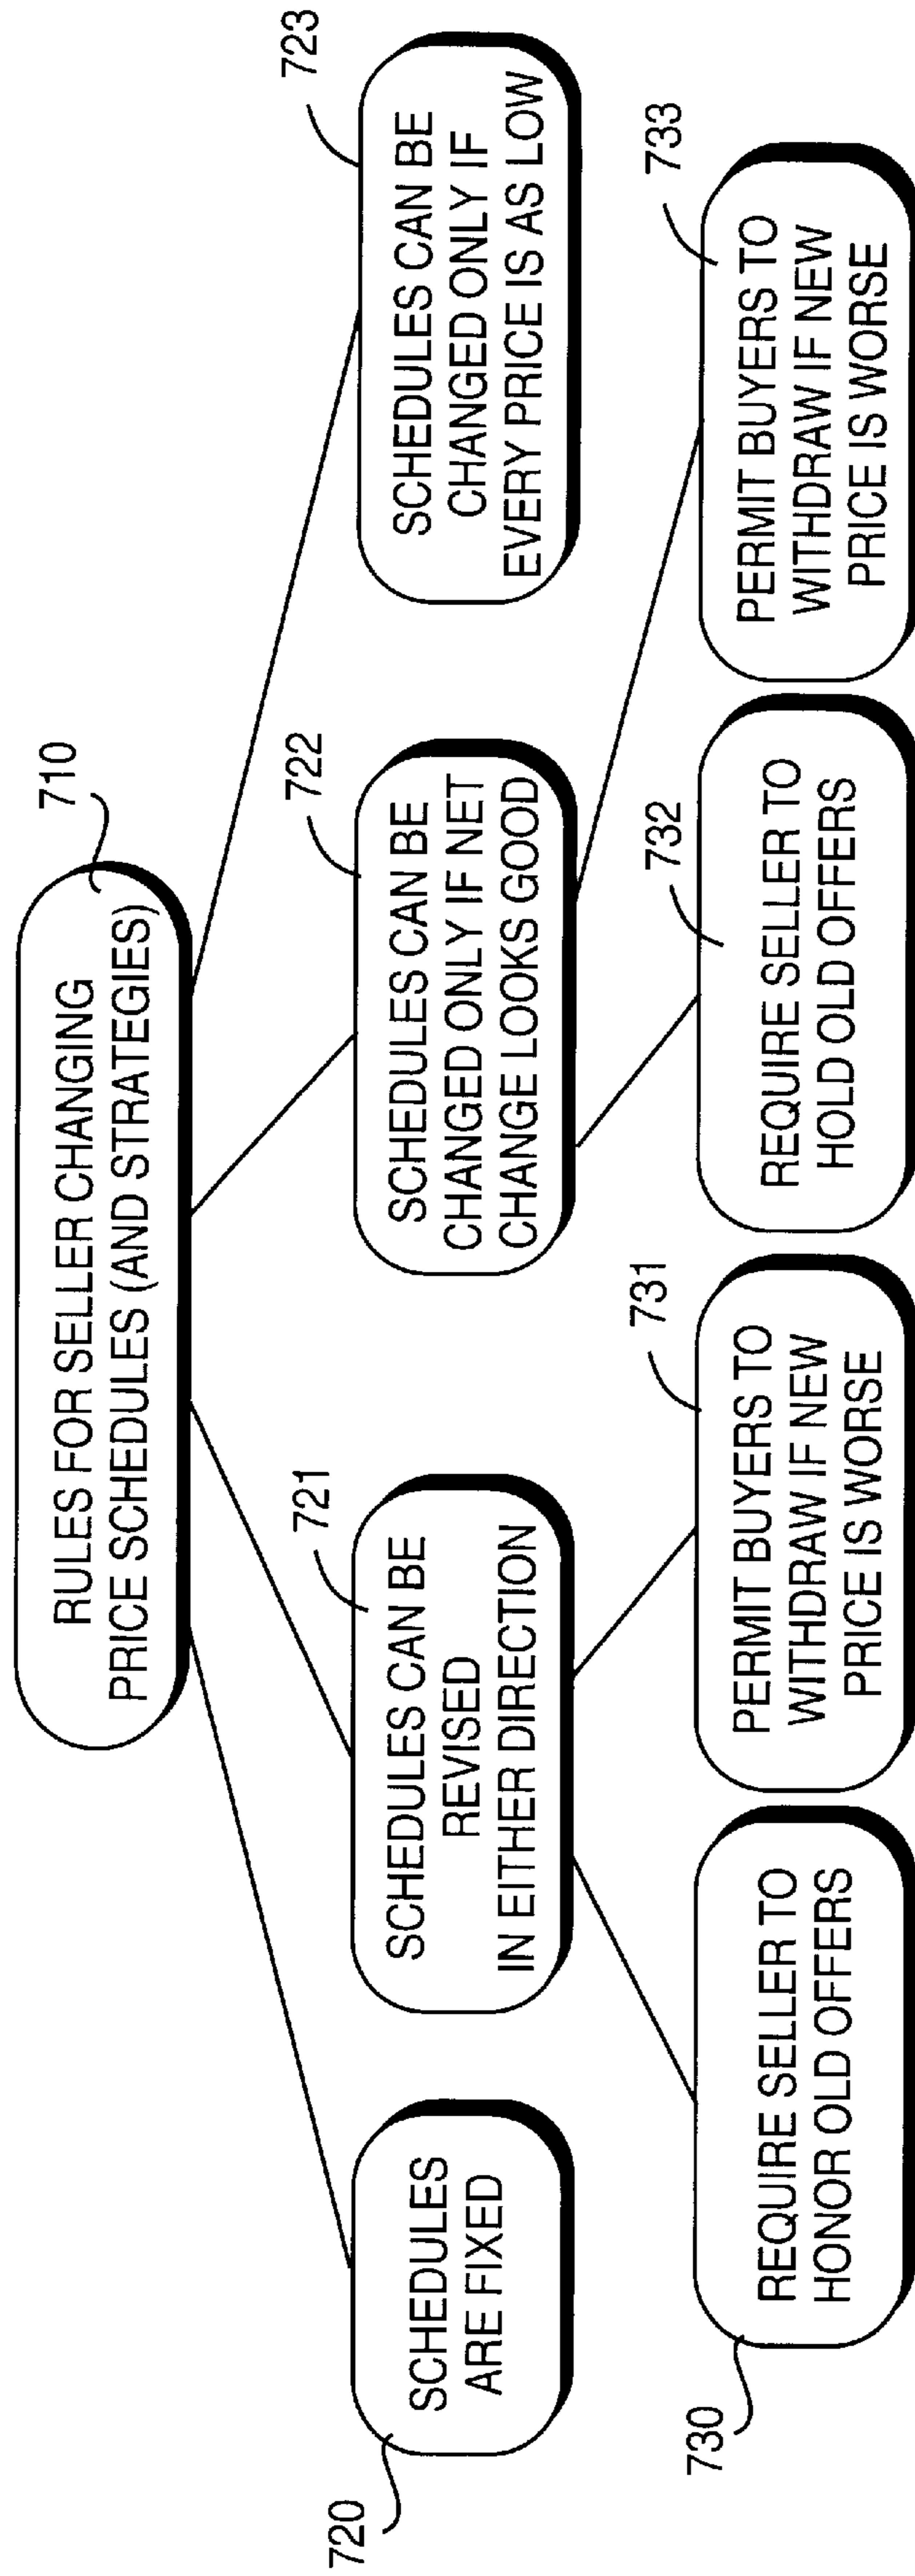 710
RULES FOR SELLER CHANGING
PRICE SCHEDULES (AND STRATEGIES)
720
SCHEDULES
ARE FIXED
721
SCHEDULES CAN BE
REVISED
IN EITHER DIRECTION
722
SCHEDULES CAN BE
CHANGED ONLY IF NET
CHANGE LOOKS GOOD
723
SCHEDULES CAN BE
CHANGED ONLY IF
EVERY PRICE IS AS LOW
730
REQUIRE SELLER TO
HONOR OLD OFFERS
731
PERMIT BUYERS TO
WITHDRAW IF NEW
PRICE IS WORSE
732
REQUIRE SELLER TO
HOLD OLD OFFERS
733
PERMIT BUYERS TO
WITHDRAW IF NEW
PRICE IS WORSE